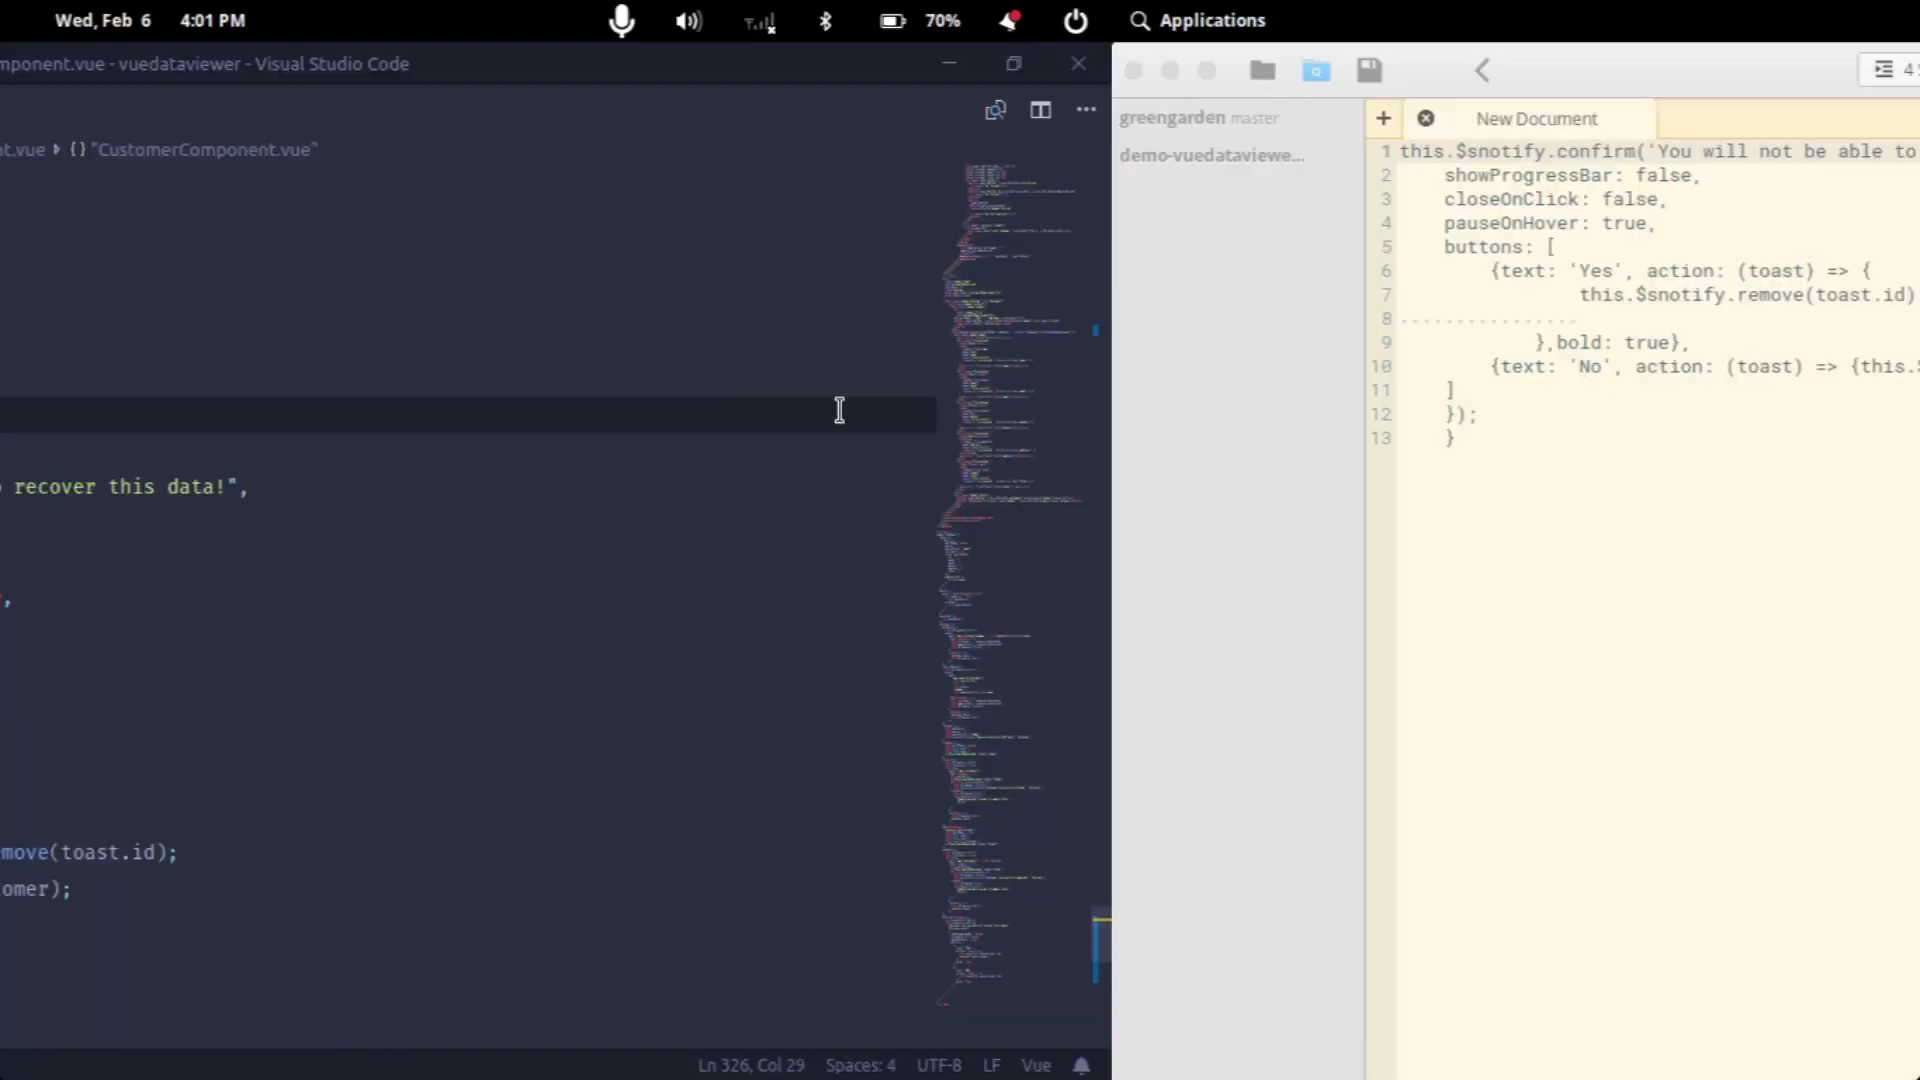 Wed, Feb 6 4:01 PM 70% Applications
mponent.vue - vuedataviewer - Visual Studio Code
nt.vue {} "CustomerComponent.vue"
recover this data!",
,
move(toast.id);
omer);
Ln 326, Col 29 Spaces: 4 UTF-8 LF Vue
4
greengarden master
demo-vuedataviewe...
+ New Document
1 this.$snotify.confirm('You will not be able to
2 showProgressBar: false,
3 closeOnClick: false,
4 pauseOnHover: true,
5 buttons: [
6 {text: 'Yes', action: (toast) => {
7 this.$snotify.remove(toast.id)
8
9 },bold: true},
10 {text: 'No', action: (toast) => {this.
11 ]
12 });
13 }